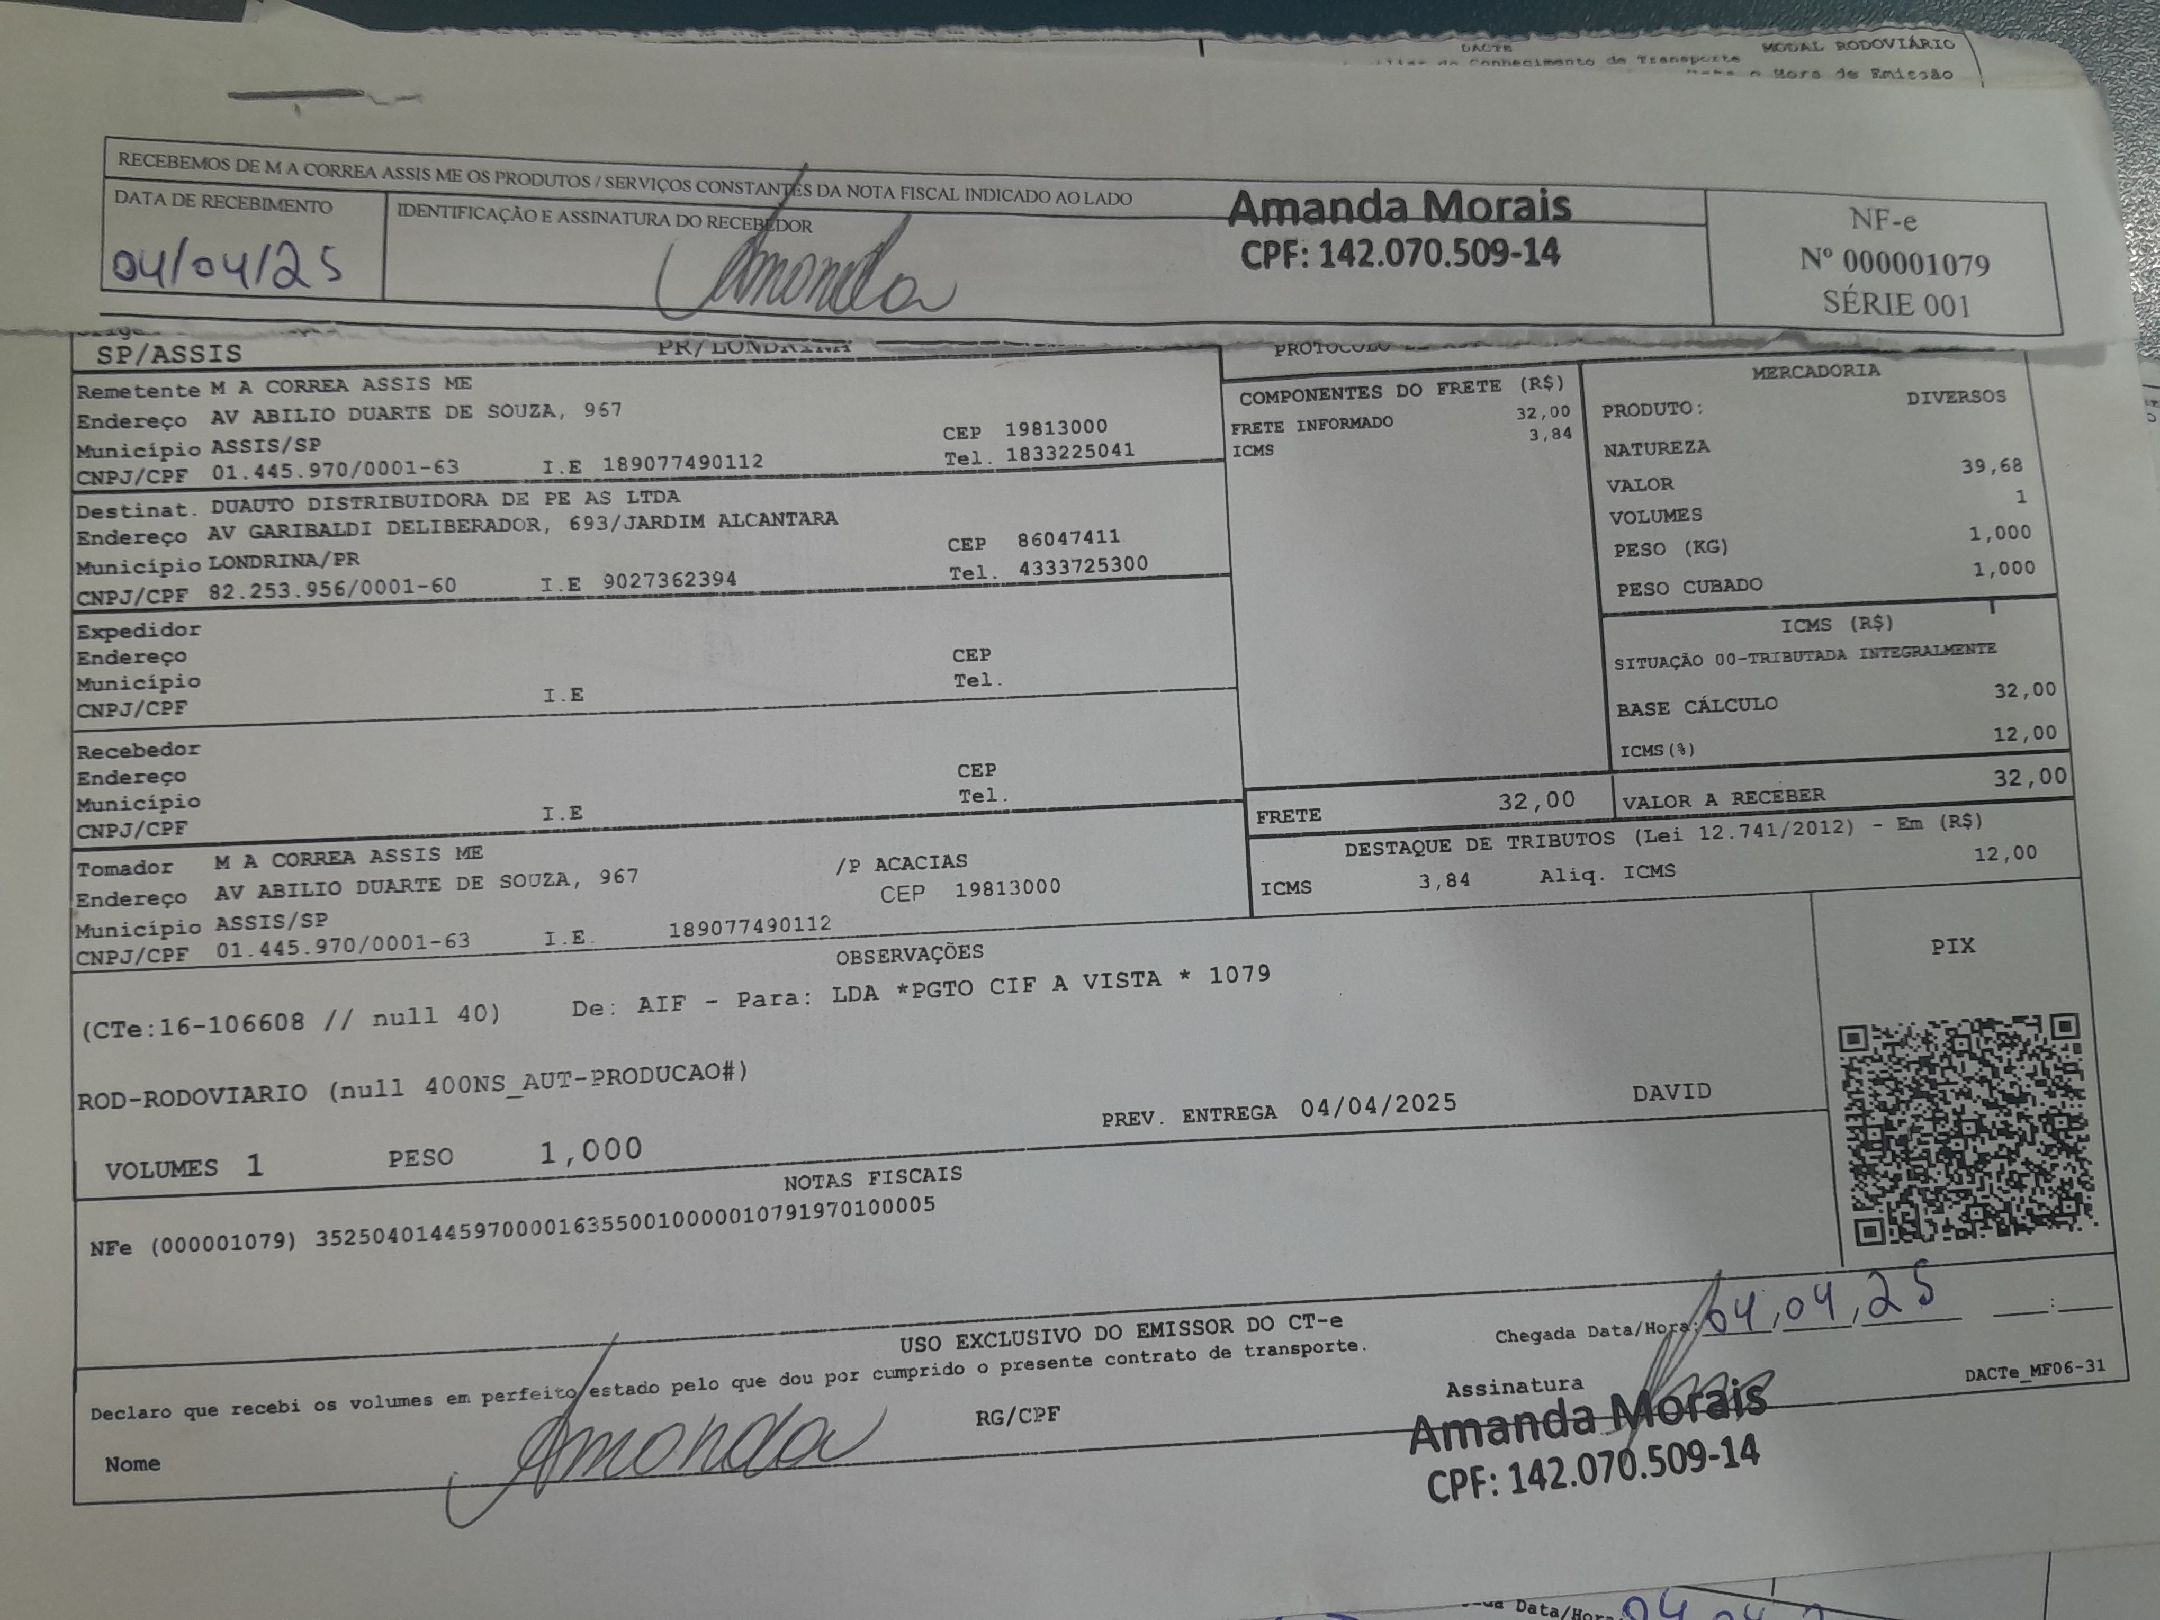 DACTE
MODAL RODOVIÁRIO
Conhecimento de Transporte
Hora de Emissão
RECEBEMOS DE M A CORREA ASSIS ME OS PRODUTOS / SERVIÇOS CONSTANTES DA NOTA FISCAL INDICADO AO LADO
DATA DE RECEBIMENTO
04/04/25
IDENTIFICAÇÃO E ASSINATURA DO RECEBEDOR
Amanda
Amanda Morais
CPF: 142.070.509-14
NF-e
Nº 000001079
SÉRIE 001
SP/ASSIS
PR/LONDRINA
Remetente M A CORREA ASSIS ME
Endereço AV ABILIO DUARTE DE SOUZA, 967
Município ASSIS/SP CEP 19813000
CNPJ/CPF 01.445.970/0001-63 I.E 189077490112 Tel. 1833225041
Destinat. DUAUTO DISTRIBUIDORA DE PE AS LTDA
Endereço AV GARIBALDI DELIBERADOR, 693/JARDIM ALCANTARA
Município LONDRINA/PR CEP 86047411
CNPJ/CPF 82.253.956/0001-60 I.E 9027362394 Tel. 4333725300
Expedidor
Endereço
Município CEP
CNPJ/CPF I.E Tel.
Recebedor
Endereço
Município CEP
CNPJ/CPF I.E Tel.
Tomador M A CORREA ASSIS ME
Endereço AV ABILIO DUARTE DE SOUZA, 967 /P ACACIAS
Município ASSIS/SP CEP 19813000
CNPJ/CPF 01.445.970/0001-63 I.E. 189077490112
PROTOCOLO
COMPONENTES DO FRETE (R$)
FRETE INFORMADO 32,00
ICMS 3,84
MERCADORIA
PRODUTO: DIVERSOS
NATUREZA
VALOR 39,68
VOLUMES 1
PESO (KG) 1,000
PESO CUBADO 1,000
ICMS (R$)
SITUAÇÃO 00-TRIBUTADA INTEGRALMENTE
BASE CÁLCULO 32,00
ICMS(%) 12,00
FRETE 32,00
VALOR A RECEBER 32,00
DESTAQUE DE TRIBUTOS (Lei 12.741/2012) - Em (R$)
ICMS 3,84 Aliq. ICMS 12,00
OBSERVAÇÕES
(CTe:16-106608 // null 40) De: AIF - Para: LDA *PGTO CIF A VISTA * 1079
ROD-RODOVIARIO (null 400NS_AUT-PRODUCAO#)
PREV. ENTREGA 04/04/2025 DAVID
VOLUMES 1 PESO 1,000
PIX
NOTAS FISCAIS
NFe (000001079) 35250401445970000163550010000010791970100005
USO EXCLUSIVO DO EMISSOR DO CT-e
Declaro que recebi os volumes em perfeito estado pelo que dou por cumprido o presente contrato de transporte.
Chegada Data/Hora: 04,04,25 __:__
Nome Amanda
RG/CPF
Assinatura
Amanda Morais
CPF: 142.070.509-14
DACTe_MF06-31
Data/Hor
04 04